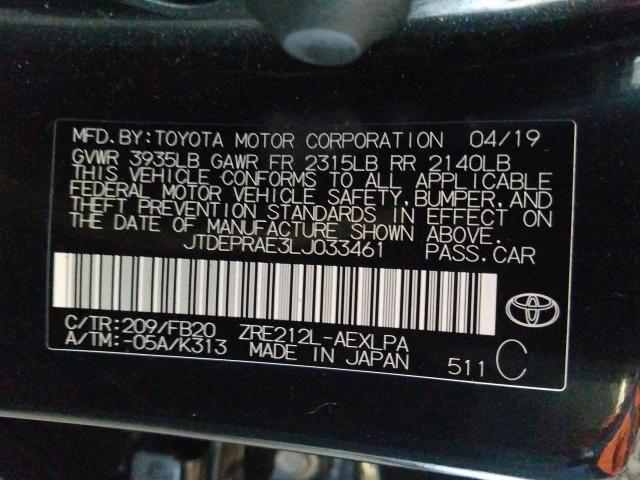 MFD.BY:TOYOTA MOTOR CORPORATION 04/19
GVWR 3935LB GAWR FR 2315LB RR 2140LB
THIS VEHICLE CONFORMS TO ALL APPLICABLE
FEDERAL MOTOR VEHICLE SAFETY,BUMPER,AND
THEFT PREVENTION STANDARDS IN EFFECT ON
THE DATE OF MANUFACTURE SHOWN ABOVE.
JTDEPRAE3LJ033461 PASS.CAR
C/TR:209/FB20 ZRE212L-AEXLPA
A/TM:-05A/K313 MADE IN JAPAN 511 C